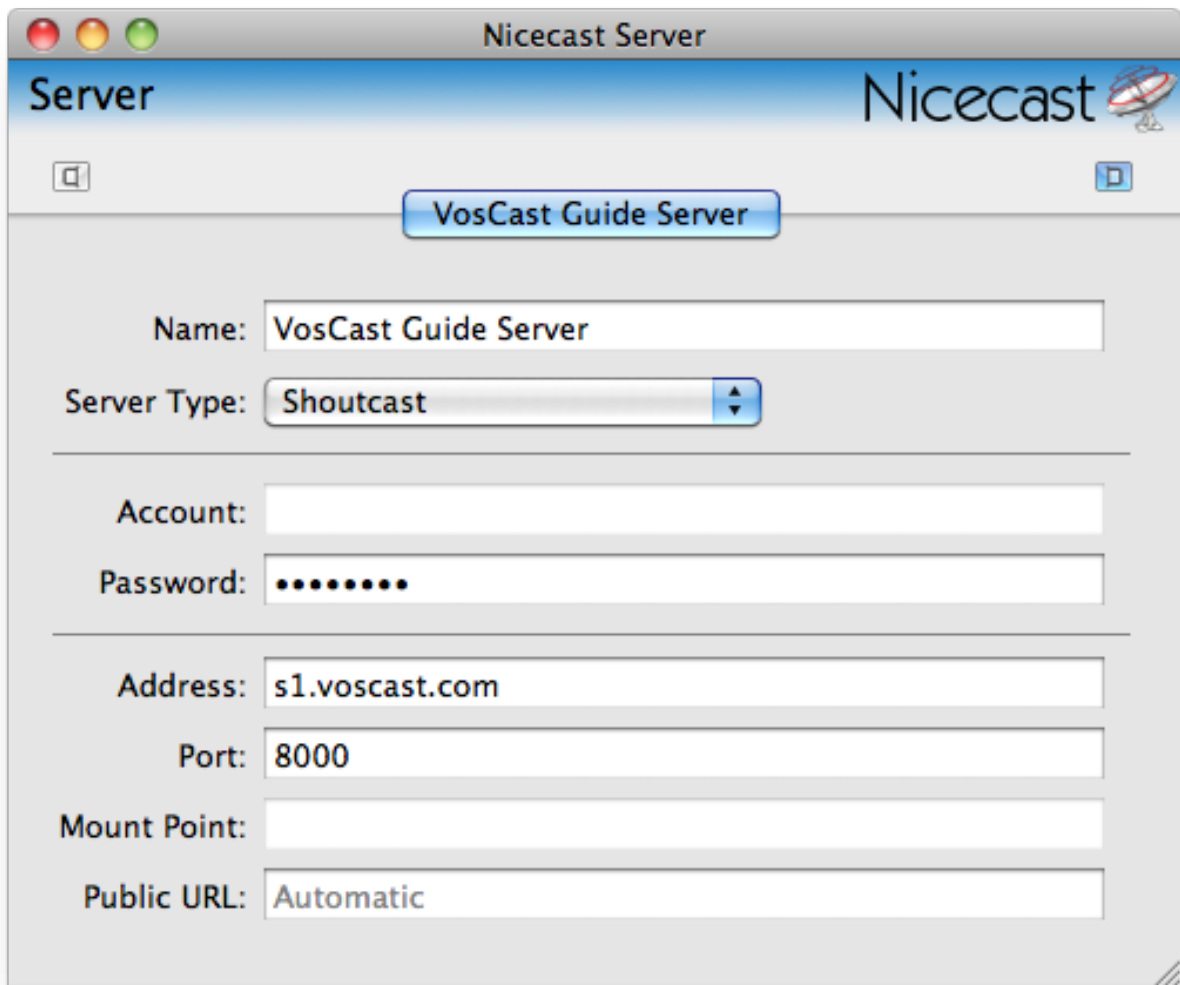 Nicecast Server
Server
Nicecast
VosCast Guide Server
Name: VosCast Guide Server
Server Type: Shoutcast
Account:
Password: ••••••••
Address: s1.voscast.com
Port: 8000
Mount Point:
Public URL: Automatic